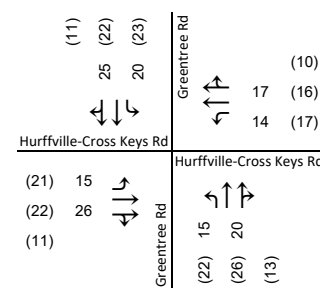 (11) (22) (23)
25 20
Hurffville-Cross Keys Rd
Greentree Rd
(10)
17 (16)
14 (17)
(21) 15
(22) 26
(11)
Greentree Rd
Hurffville-Cross Keys Rd
15 20
(22) (26) (13)